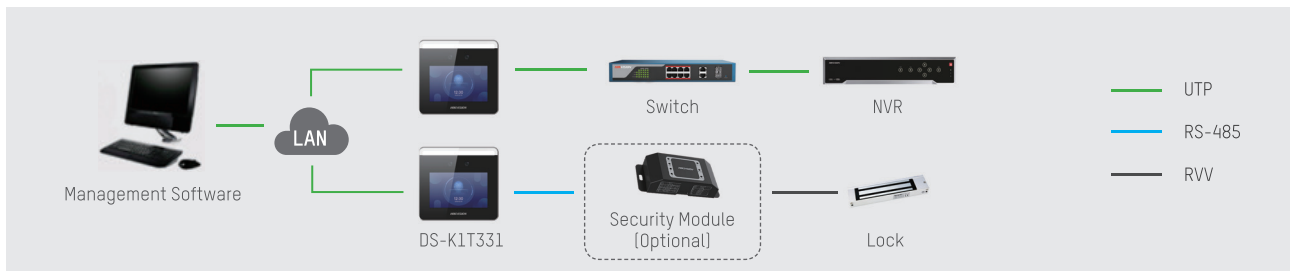 LAN
Management Software
Switch
NVR
DS-K1T331
Security Module
(Optional)
Lock
UTP
RS-485
RVV